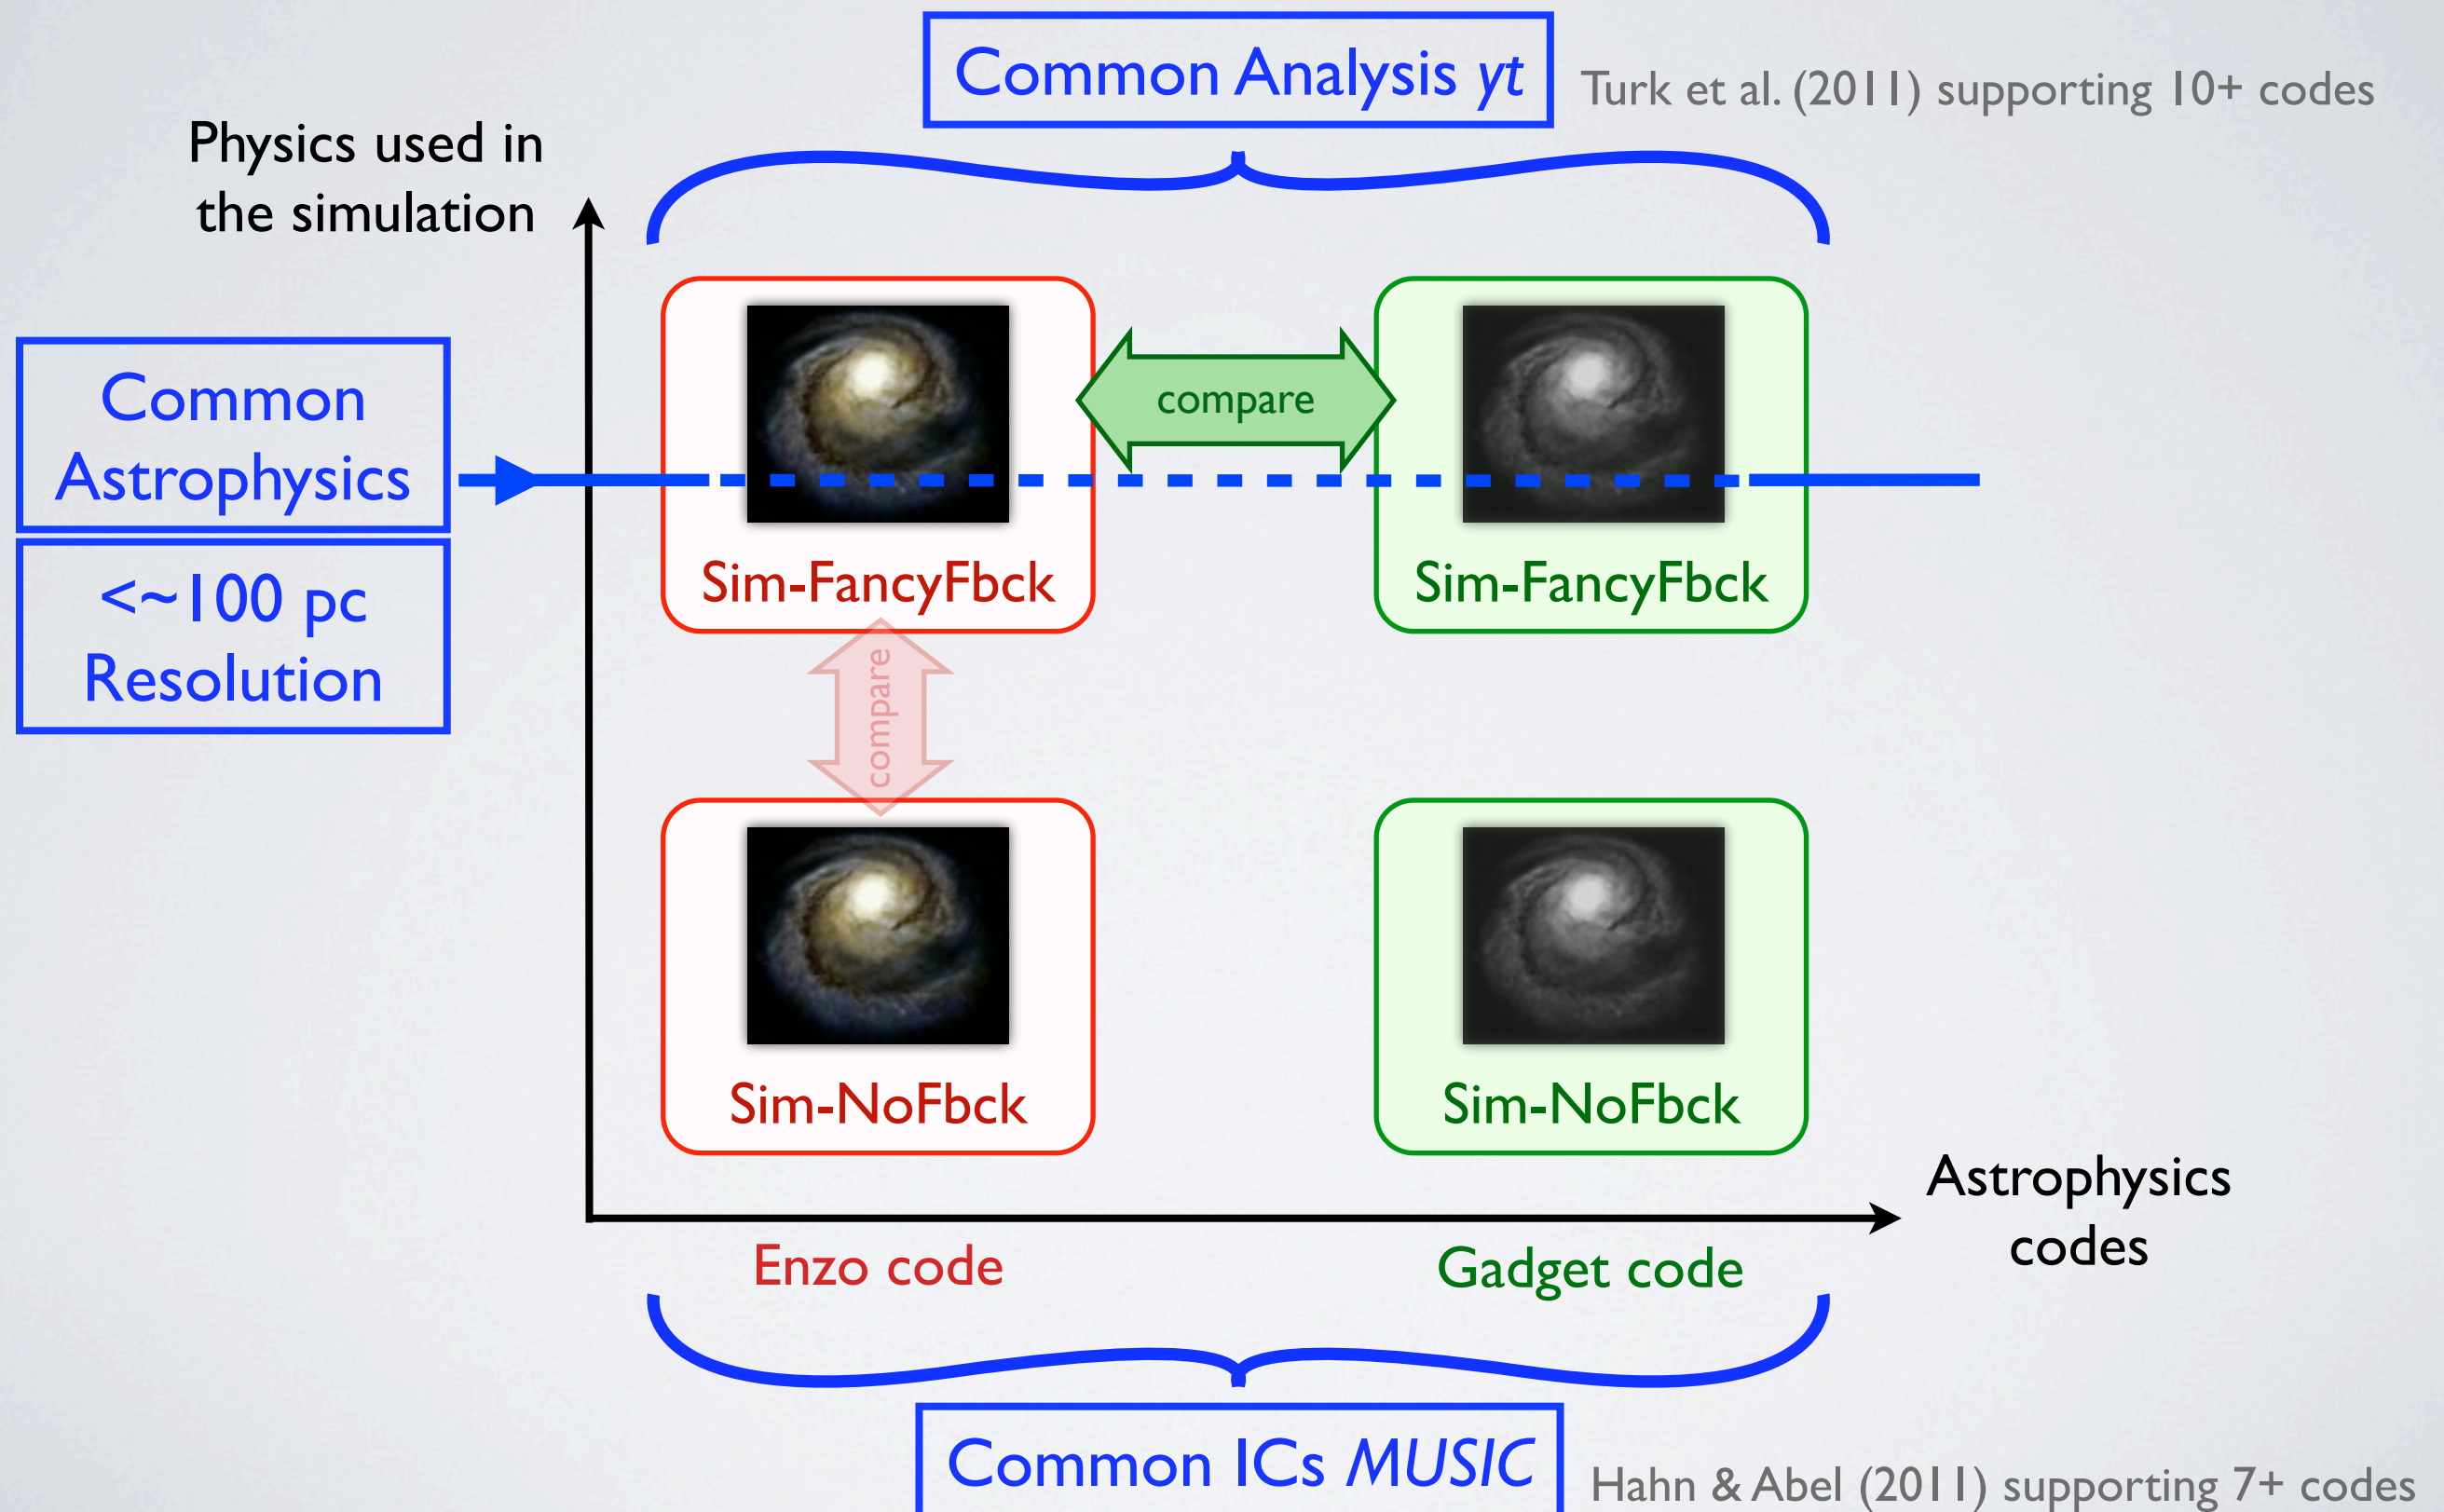 Common Analysis yt
Turk et al. (2011) supporting 10+ codes
Physics used in
the simulation
Common
Astrophysics
<~100 pc
Resolution
compare
Sim-FancyFbck
Sim-FancyFbck
compare
Sim-NoFbck
Sim-NoFbck
Astrophysics
codes
Enzo code
Gadget code
Common ICs MUSIC
Hahn & Abel (2011) supporting 7+ codes